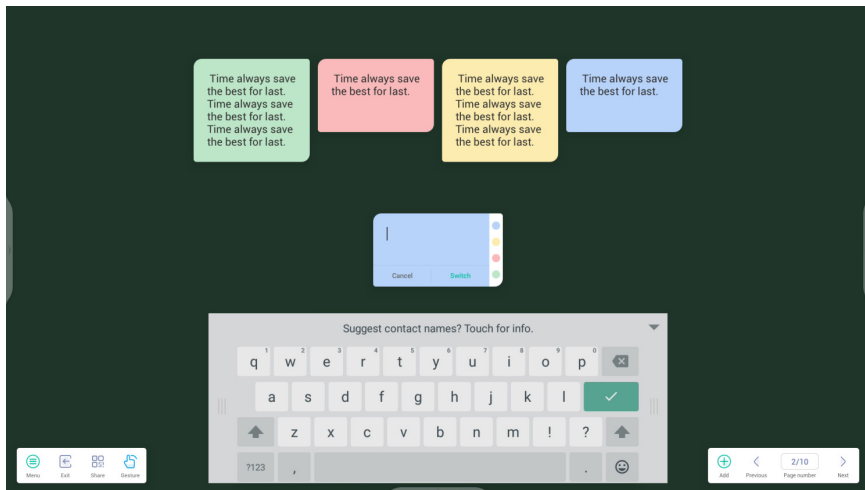 Time always save
the best for last.
Time always save
the best for last.
Time always save
the best for last.
Time always save
the best for last.
Time always save
the best for last.
Time always save
the best for last.
Time always save
the best for last.
Time always save
the best for last.
Cancel Switch
Suggest contact names? Touch for info.
q 1 w 2 e 3 r 4 t 5 y 6 u 7 i 8 o 9 p 0
a s d f g h j k l
z x c v b n m ! ?
?123 , .
Menu Exit Share Gesture
2/10
Add Previous Page number Next